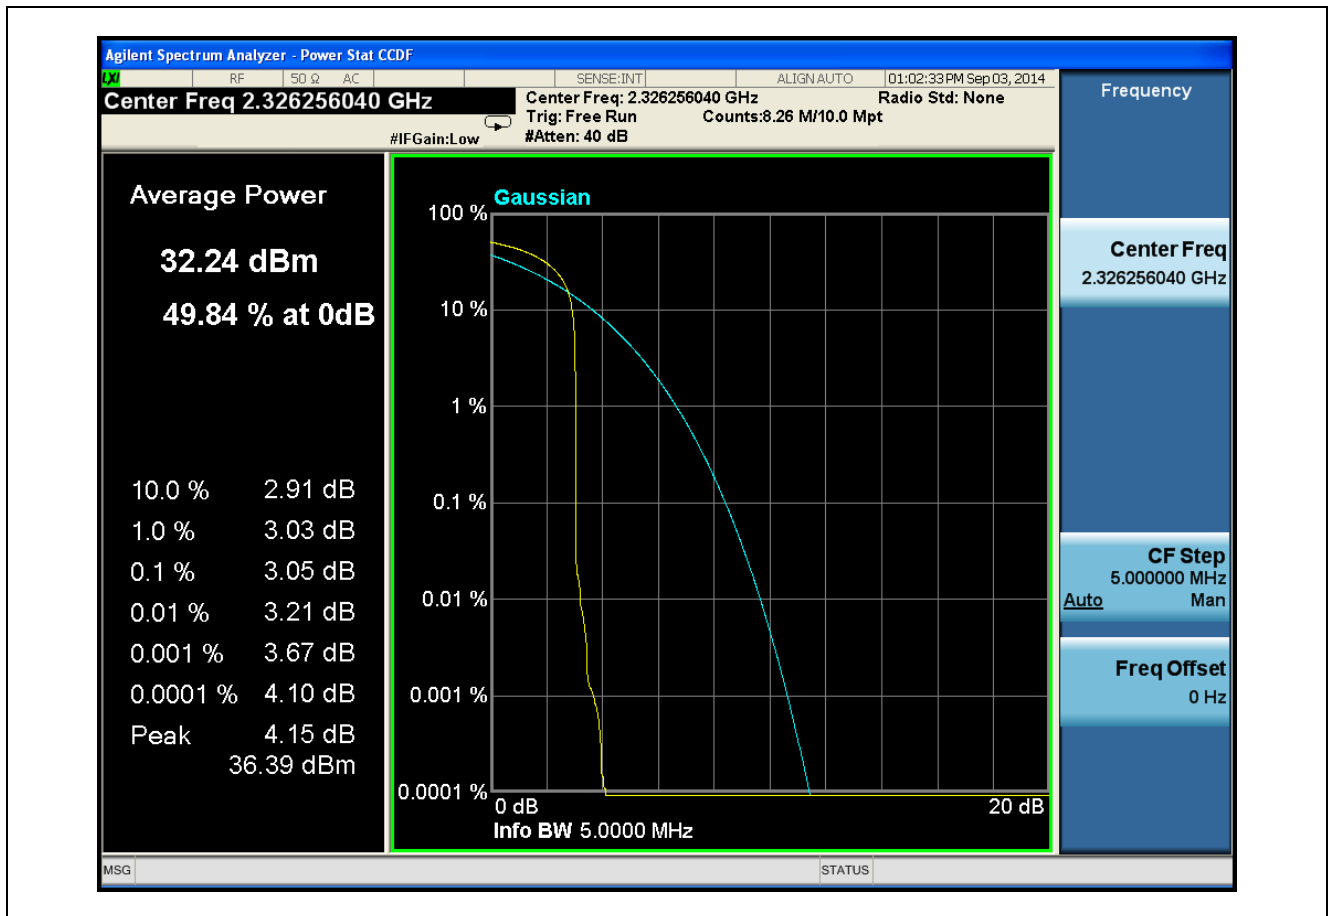 Agilent Spectrum Analyzer - Power Stat CCDF
LXI RF 50 Ω AC SENSE:INT ALIGN AUTO 01:02:33 PM Sep 03, 2014
Center Freq 2.326256040 GHz
Center Freq: 2.326256040 GHz Radio Std: None
Trig: Free Run Counts:8.26 M/10.0 Mpt
#IFGain:Low #Atten: 40 dB
Average Power
32.24 dBm
49.84 % at 0dB
10.0 % 2.91 dB
1.0 % 3.03 dB
0.1 % 3.05 dB
0.01 % 3.21 dB
0.001 % 3.67 dB
0.0001 % 4.10 dB
Peak 4.15 dB
36.39 dBm
Gaussian
100 %
10 %
1 %
0.1 %
0.01 %
0.001 %
0.0001 %
0 dB 20 dB
Info BW 5.0000 MHz
Frequency
Center Freq
2.326256040 GHz
CF Step
5.000000 MHz
Auto Man
Freq Offset
0 Hz
MSG STATUS